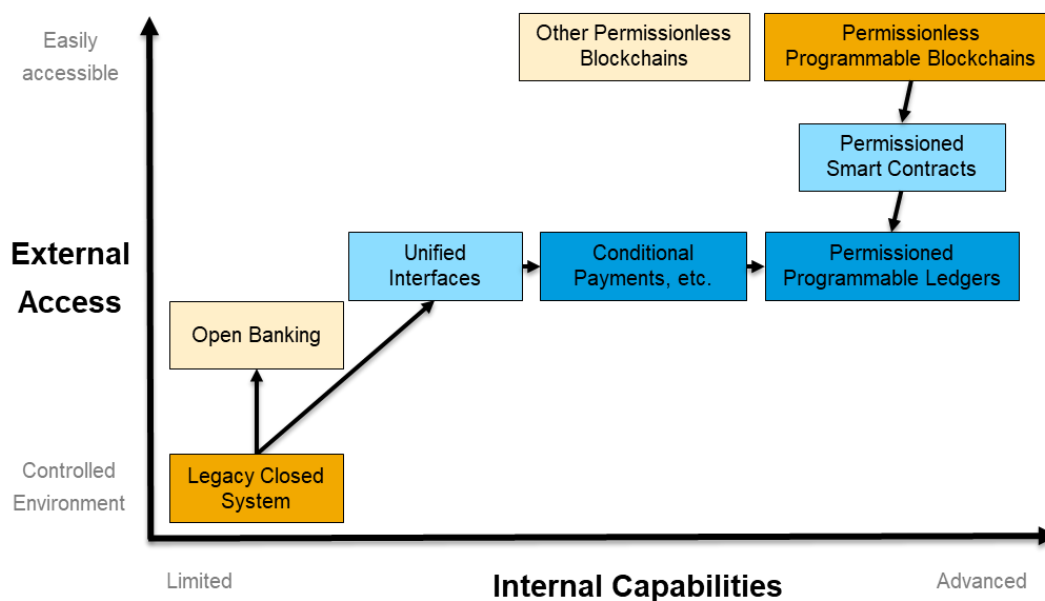 Easily
accessible
Other Permissionless
Blockchains
Permissionless
Programmable Blockchains
Permissioned
Smart Contracts
External
Access
Unified
Interfaces
Conditional
Payments, etc.
Permissioned
Programmable Ledgers
Open Banking
Controlled
Environment
Legacy Closed
System
Limited
Internal Capabilities
Advanced